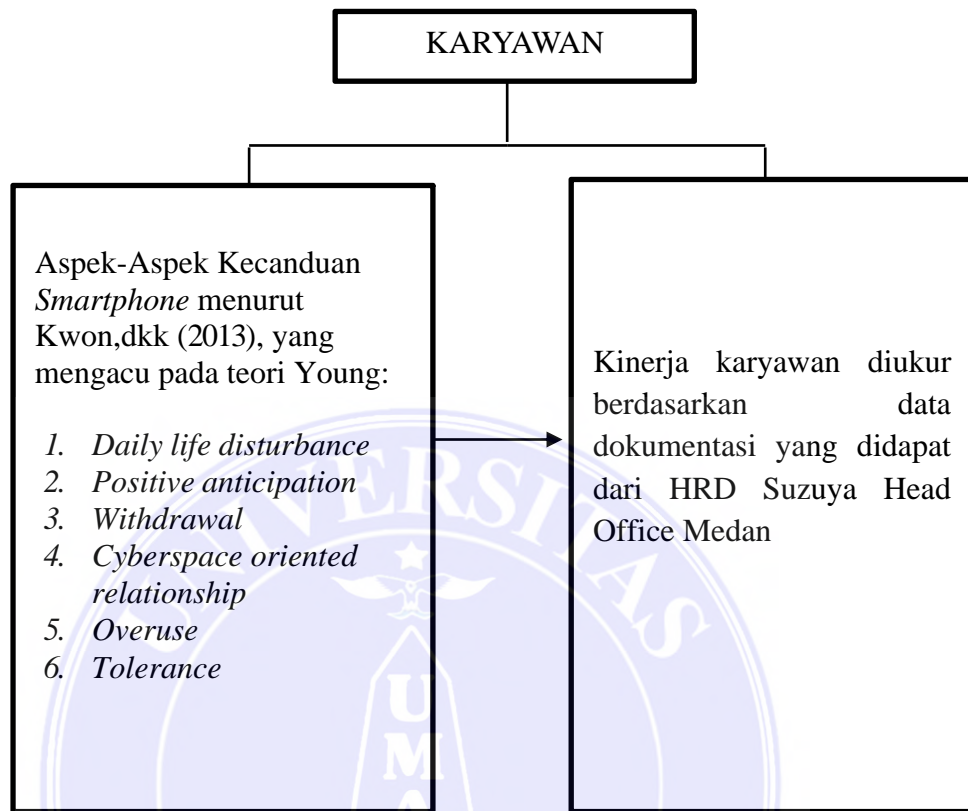 KARYAWAN
Aspek-Aspek Kecanduan
Smartphone menurut
Kwon,dkk (2013), yang
mengacu pada teori Young:
1. Daily life disturbance
2. Positive anticipation
3. Withdrawal
4. Cyberspace oriented
relationship
5. Overuse
6. Tolerance
Kinerja karyawan diukur
berdasarkan data
dokumentasi yang didapat
dari HRD Suzuya Head
Office Medan
UNIVERSITAS
UMA